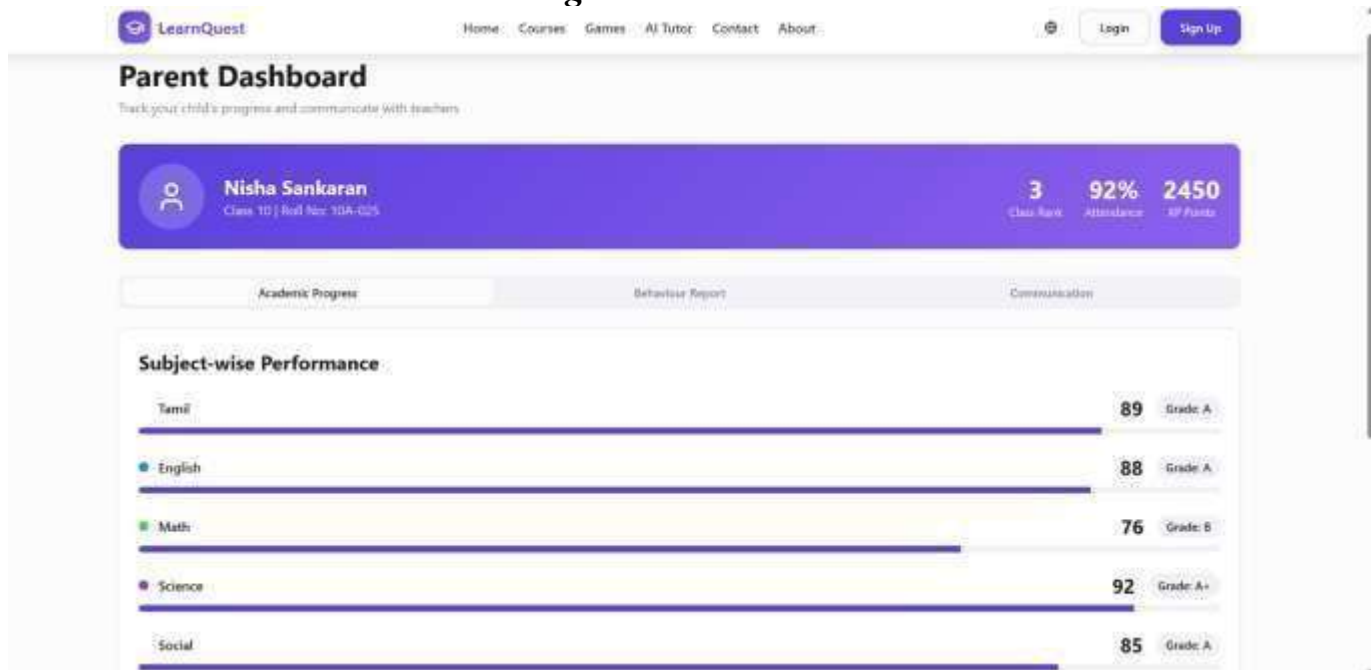 LearnQuest Home Courses Games AI Tutor Contact About Login Sign Up
Parent Dashboard
Track your child's progress and communicate with teachers
Nisha Sankaran
Class 10 | Roll No: 10A-025
3 92% 2450
Class Rank Attendance XP Points
Academic Progress Behaviour Report Communication
Subject-wise Performance
Tamil 89 Grade: A
English 88 Grade: A
Math 76 Grade: B
Science 92 Grade: A+
Social 85 Grade: A